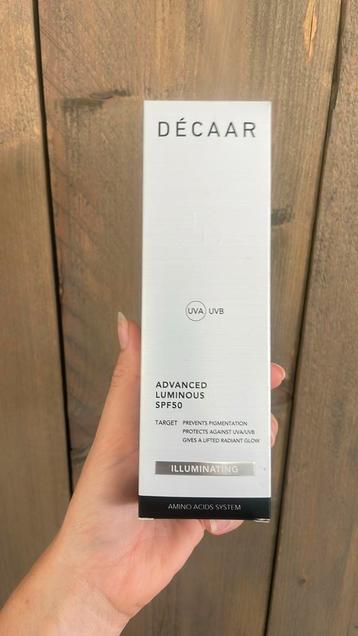 DÉCAAR
UVA UVB
ADVANCED
LUMINOUS
SPF50
TARGET PREVENTS PIGMENTATION
PROTECTS AGAINST UVA/UVB
GIVES A LIFTED RADIANT GLOW
ILLUMINATING
AMINO ACIDS SYSTEM